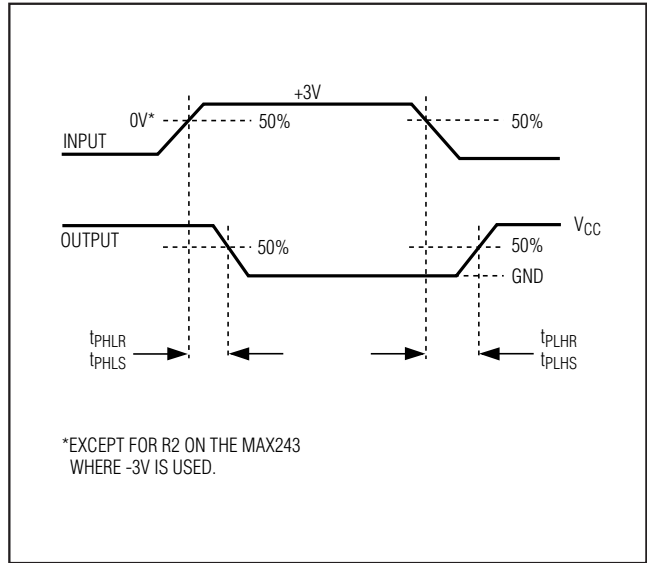 +3V
0V* 50% 50%
INPUT
VCC
OUTPUT
50% 50%
GND
tPHLR tPLHR
tPHLS tPLHS
*EXCEPT FOR R2 ON THE MAX243
WHERE -3V IS USED.